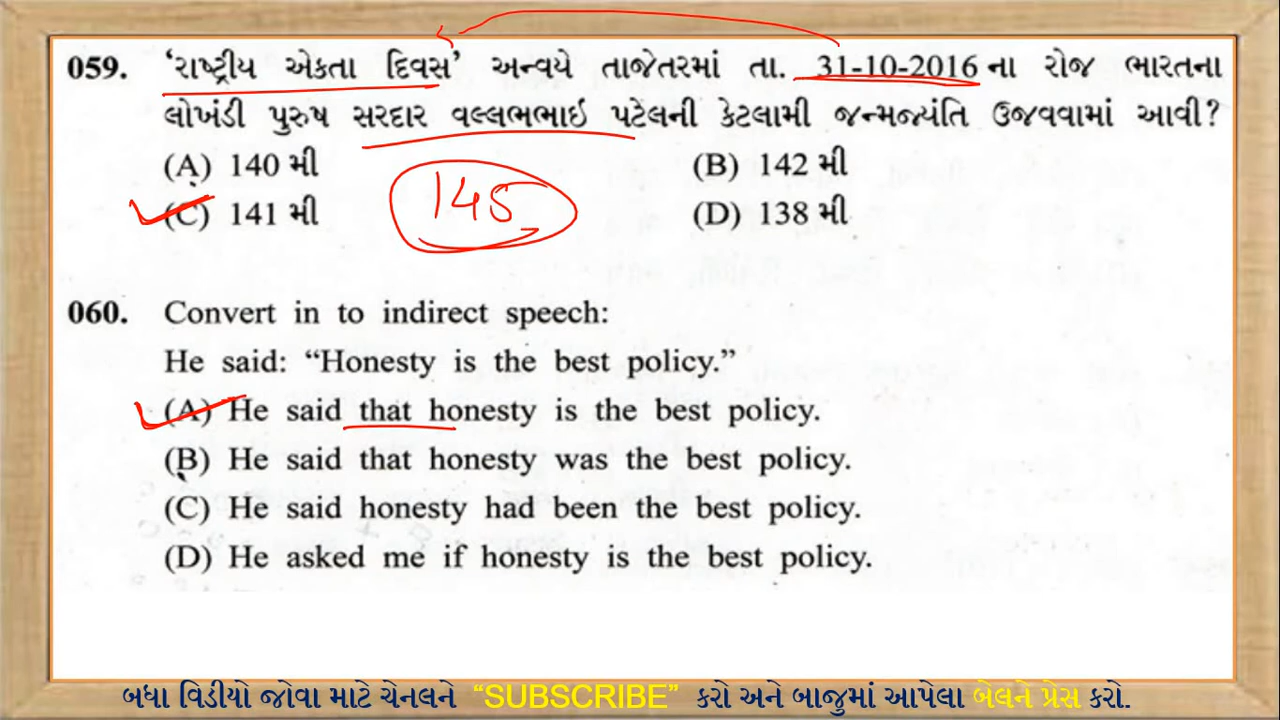 059. 'રાષ્ટ્રીય એકતા દિવસ' અન્વયે તાજેતરમાં તા. 31-10-2016 ના રોજ ભારતના
લોખંડી પુરુષ સરદાર વલ્લભભાઇ પટેલની કેટલામી જન્મજ્યંતિ ઉજવવામાં આવી?
(A) 140 મી (B) 142 મી
(C) 141 મી (D) 138 મી
145
060. Convert in to indirect speech:
He said: “Honesty is the best policy.”
(A) He said that honesty is the best policy.
(B) He said that honesty was the best policy.
(C) He said honesty had been the best policy.
(D) He asked me if honesty is the best policy.
બધા વિડીયો જોવા માટે ચેનલને “SUBSCRIBE” કરો અને બાજુમાં આપેલા બેલને પ્રેસ કરો.